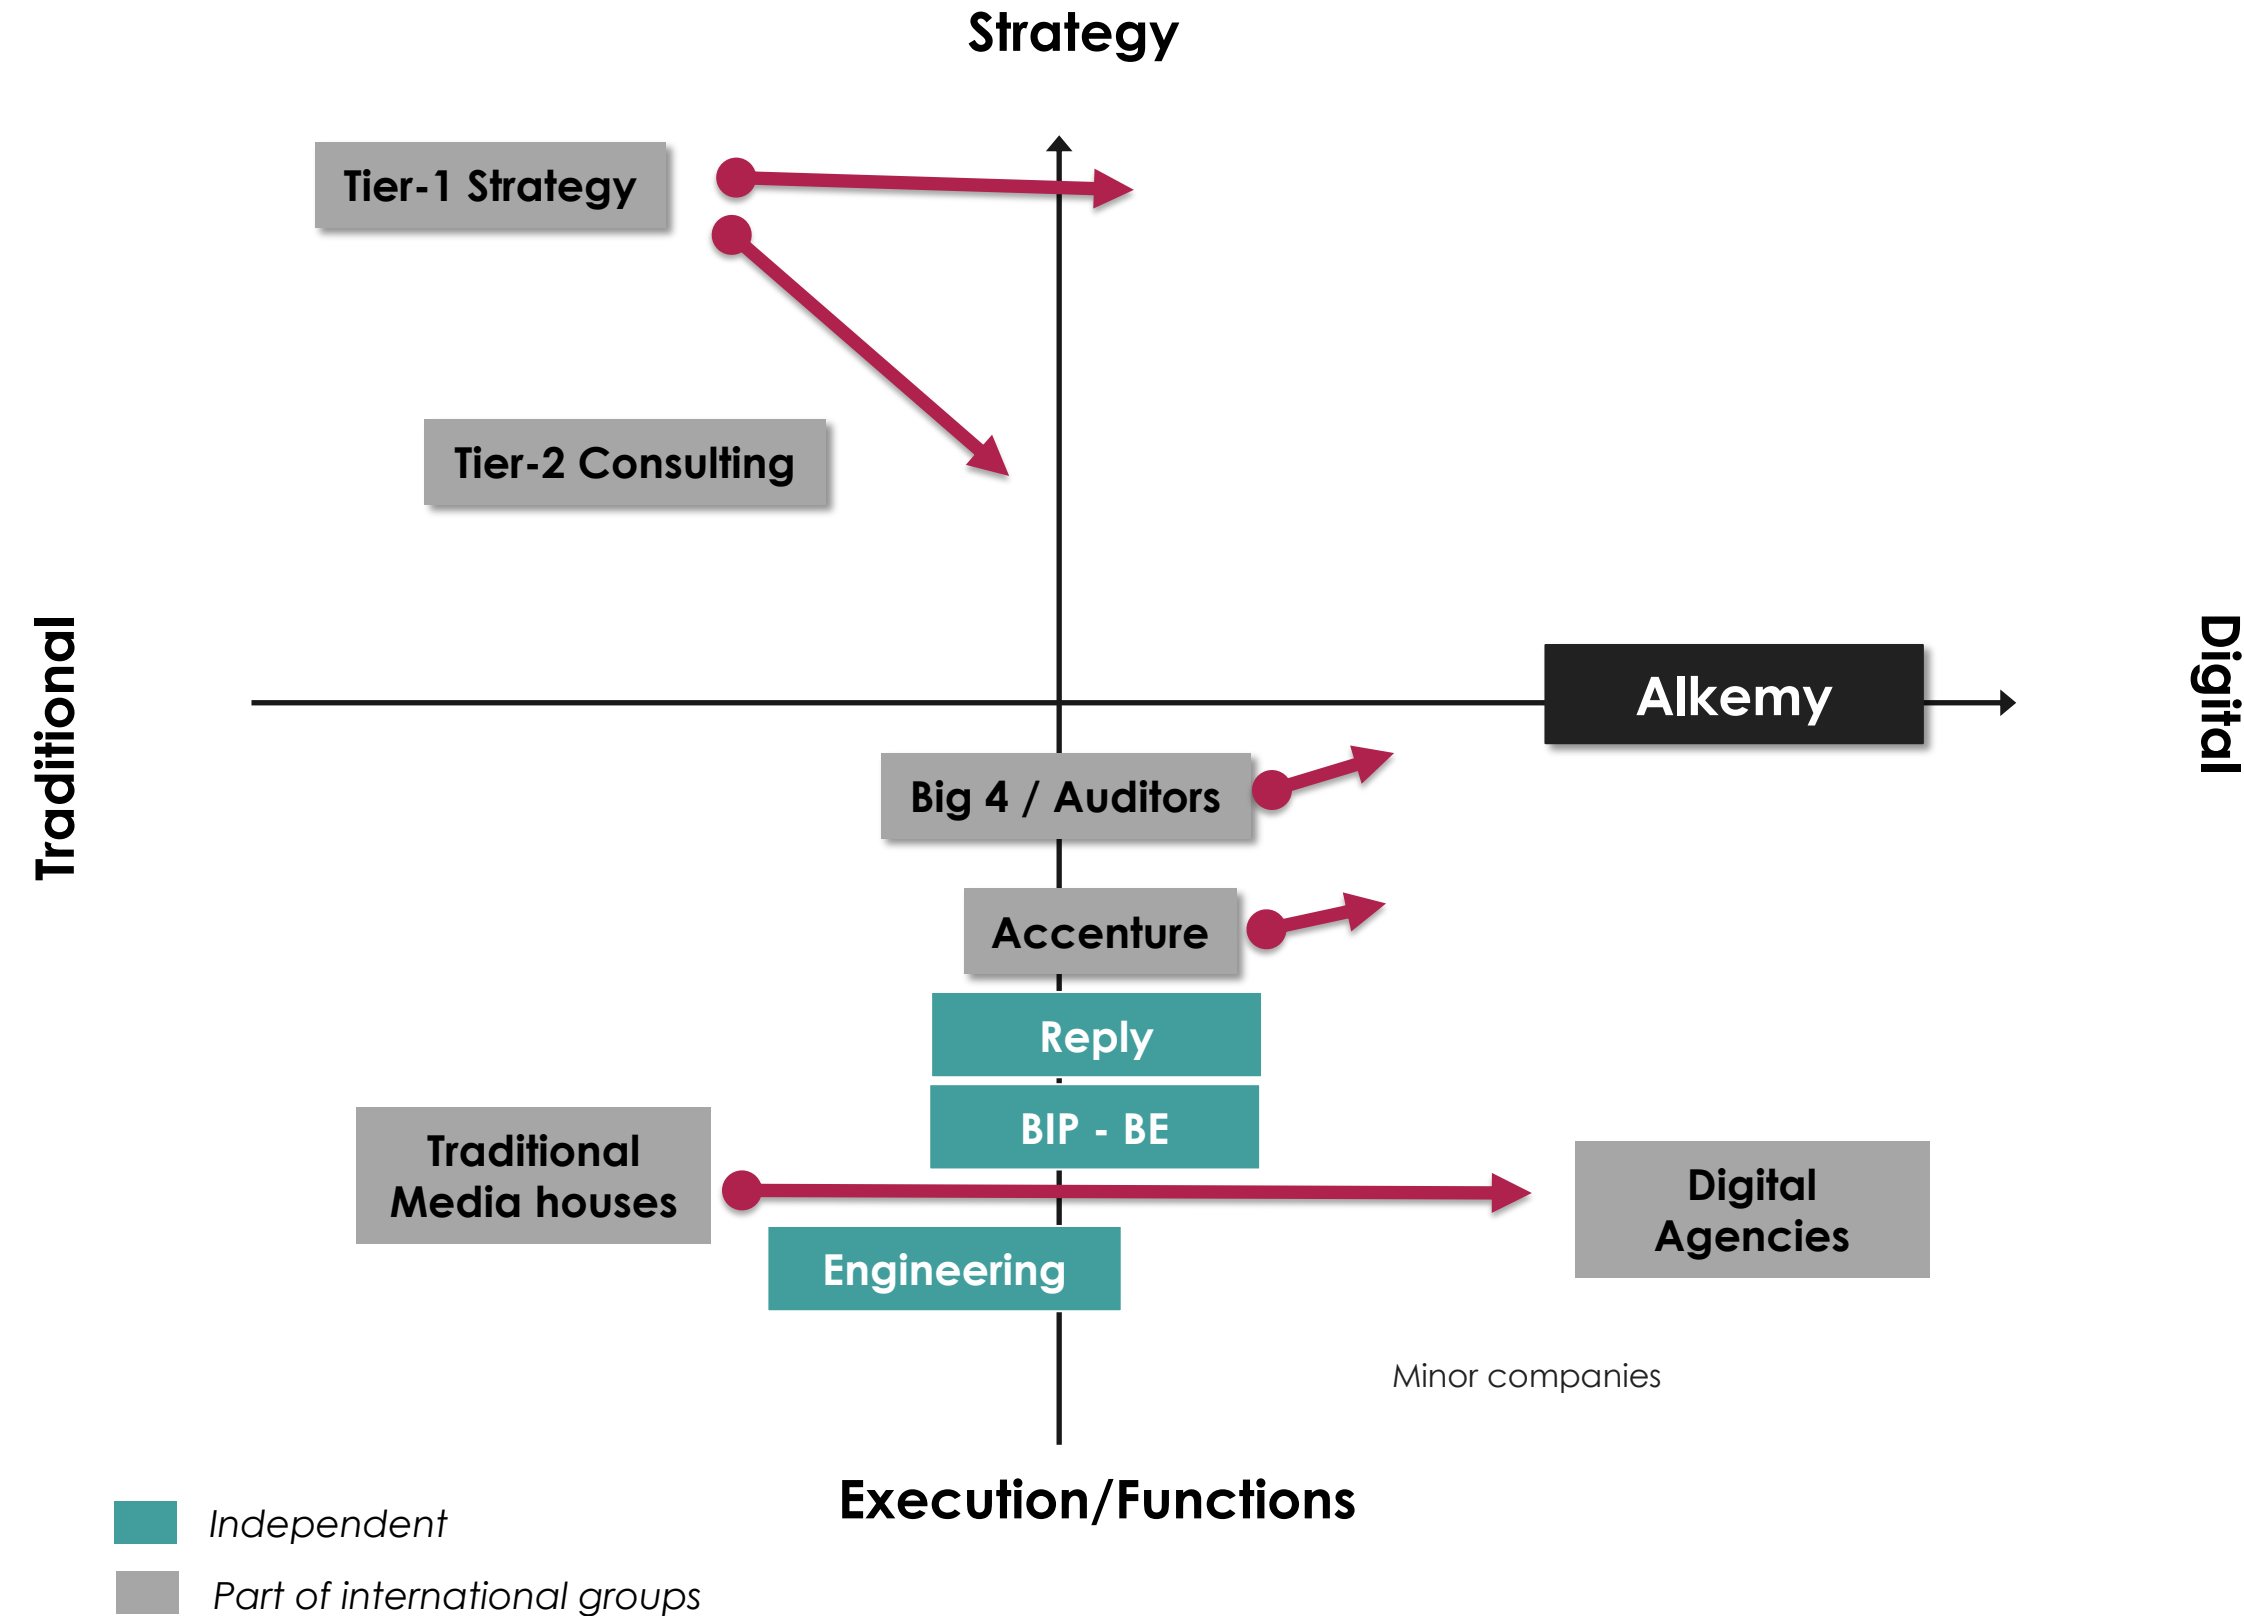 Strategy
Tier-1 Strategy
Tier-2 Consulting
Traditional
Digital
Alkemy
Big 4 / Auditors
Accenture
Reply
BIP - BE
Traditional
Media houses
Digital
Agencies
Engineering
Minor companies
Execution/Functions
Independent
Part of international groups